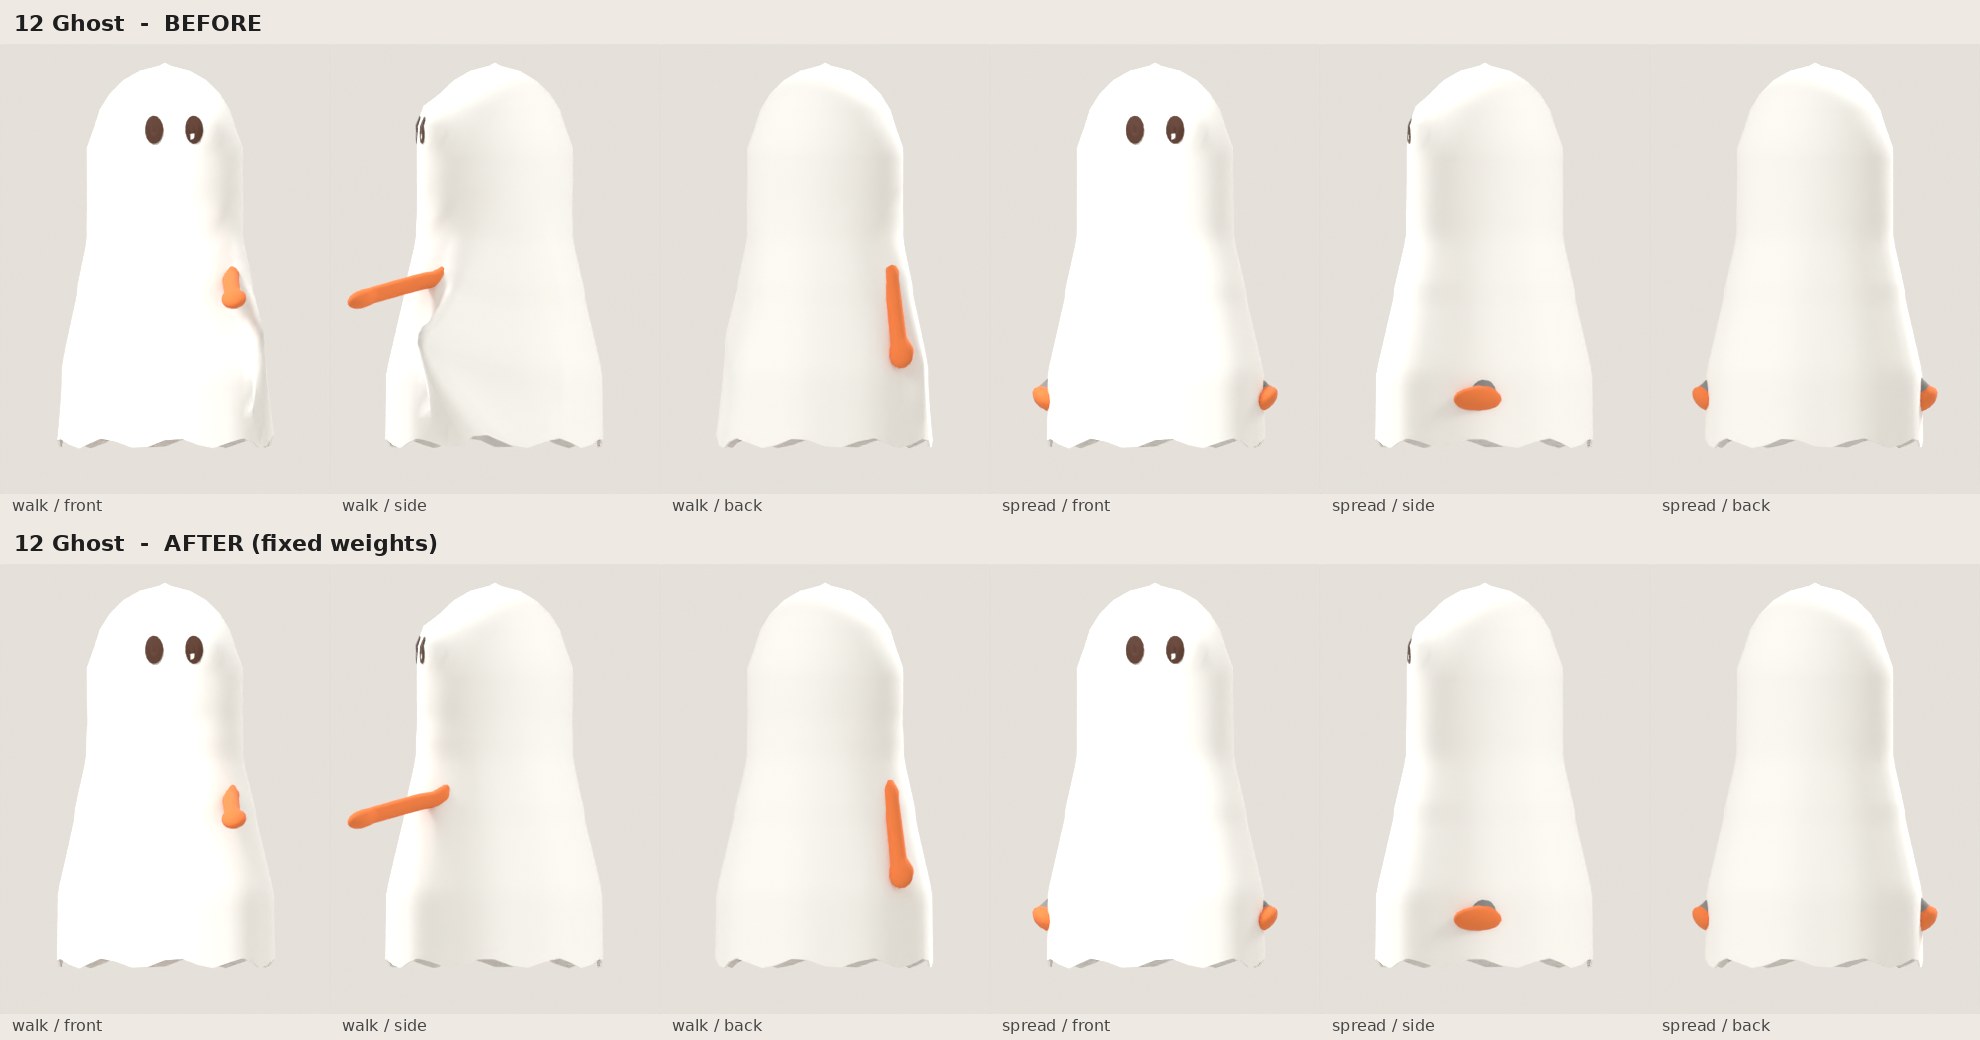 12 Ghost - BEFORE
walk / front
walk / side
walk / back
spread / front
spread / side
spread / back
12 Ghost - AFTER (fixed weights)
walk / front
walk / side
walk / back
spread / front
spread / side
spread / back